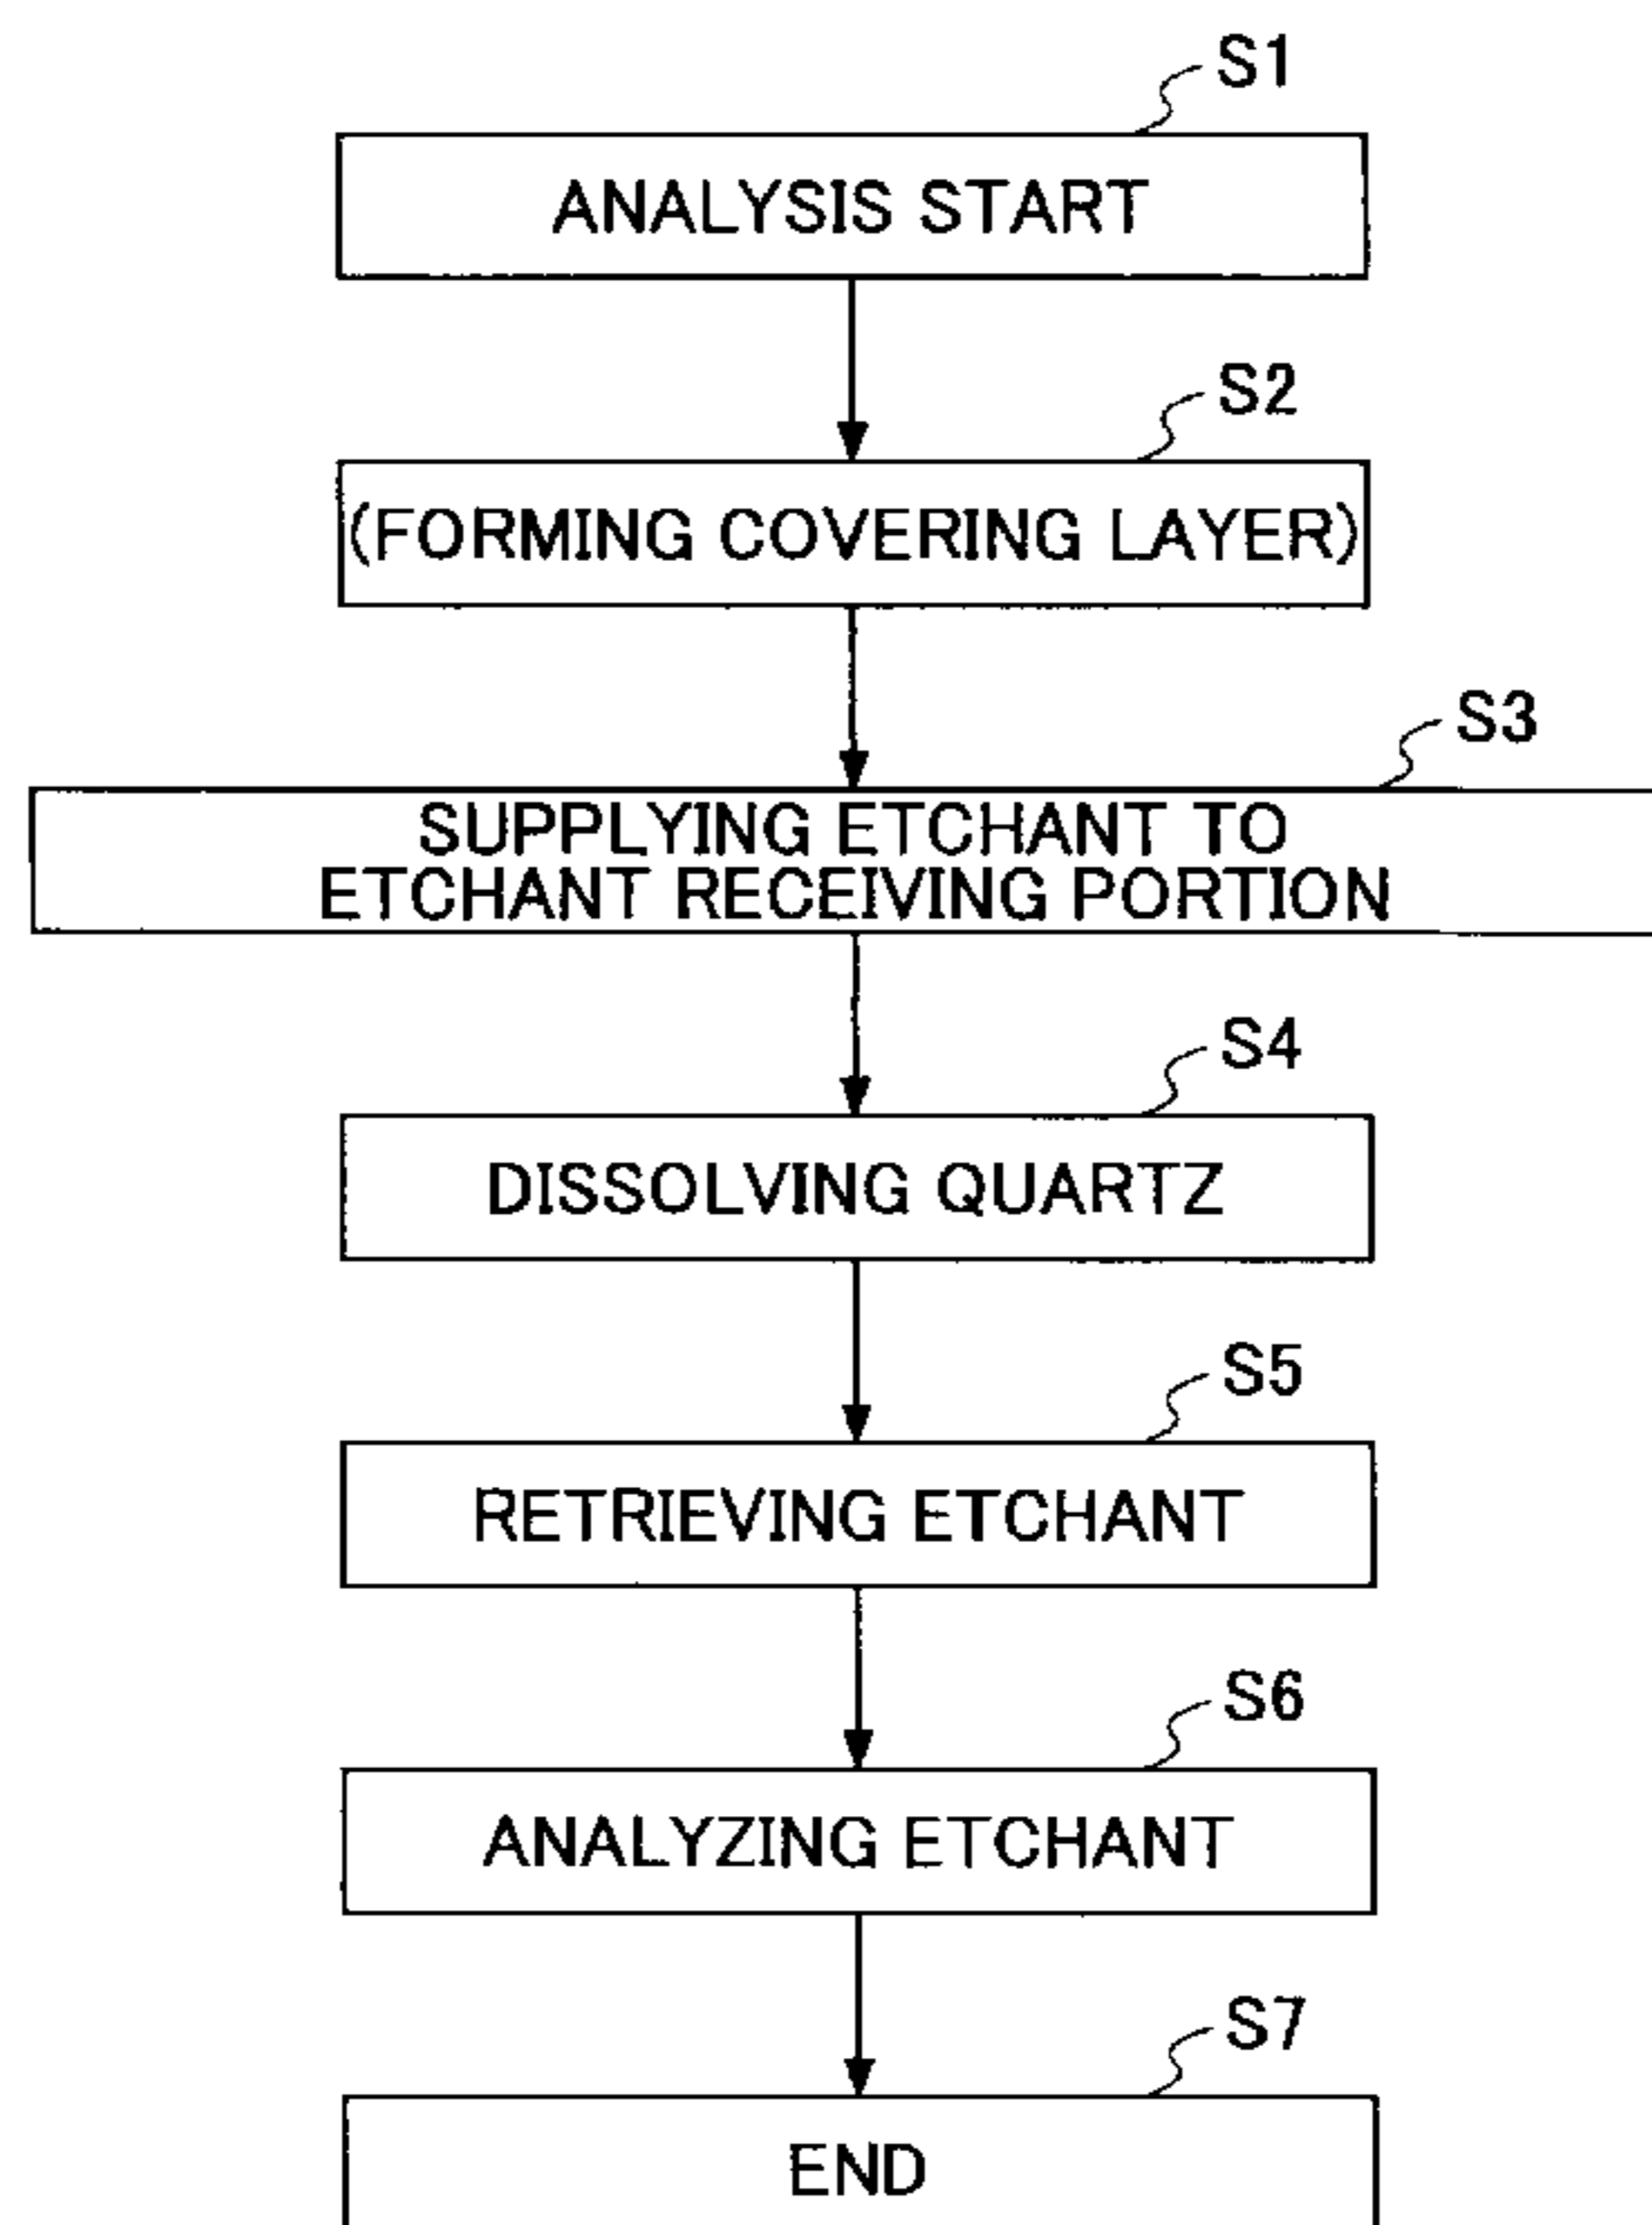 S1
ANALYSIS START
S2
(FORMING COVERING LAYER)
S3
SUPPLYING ETCHANT TO
ETCHANT RECEIVING PORTION
S4
DISSOLVING QUARTZ
S5
RETRIEVING ETCHANT
S6
ANALYZING ETCHANT
S7
END